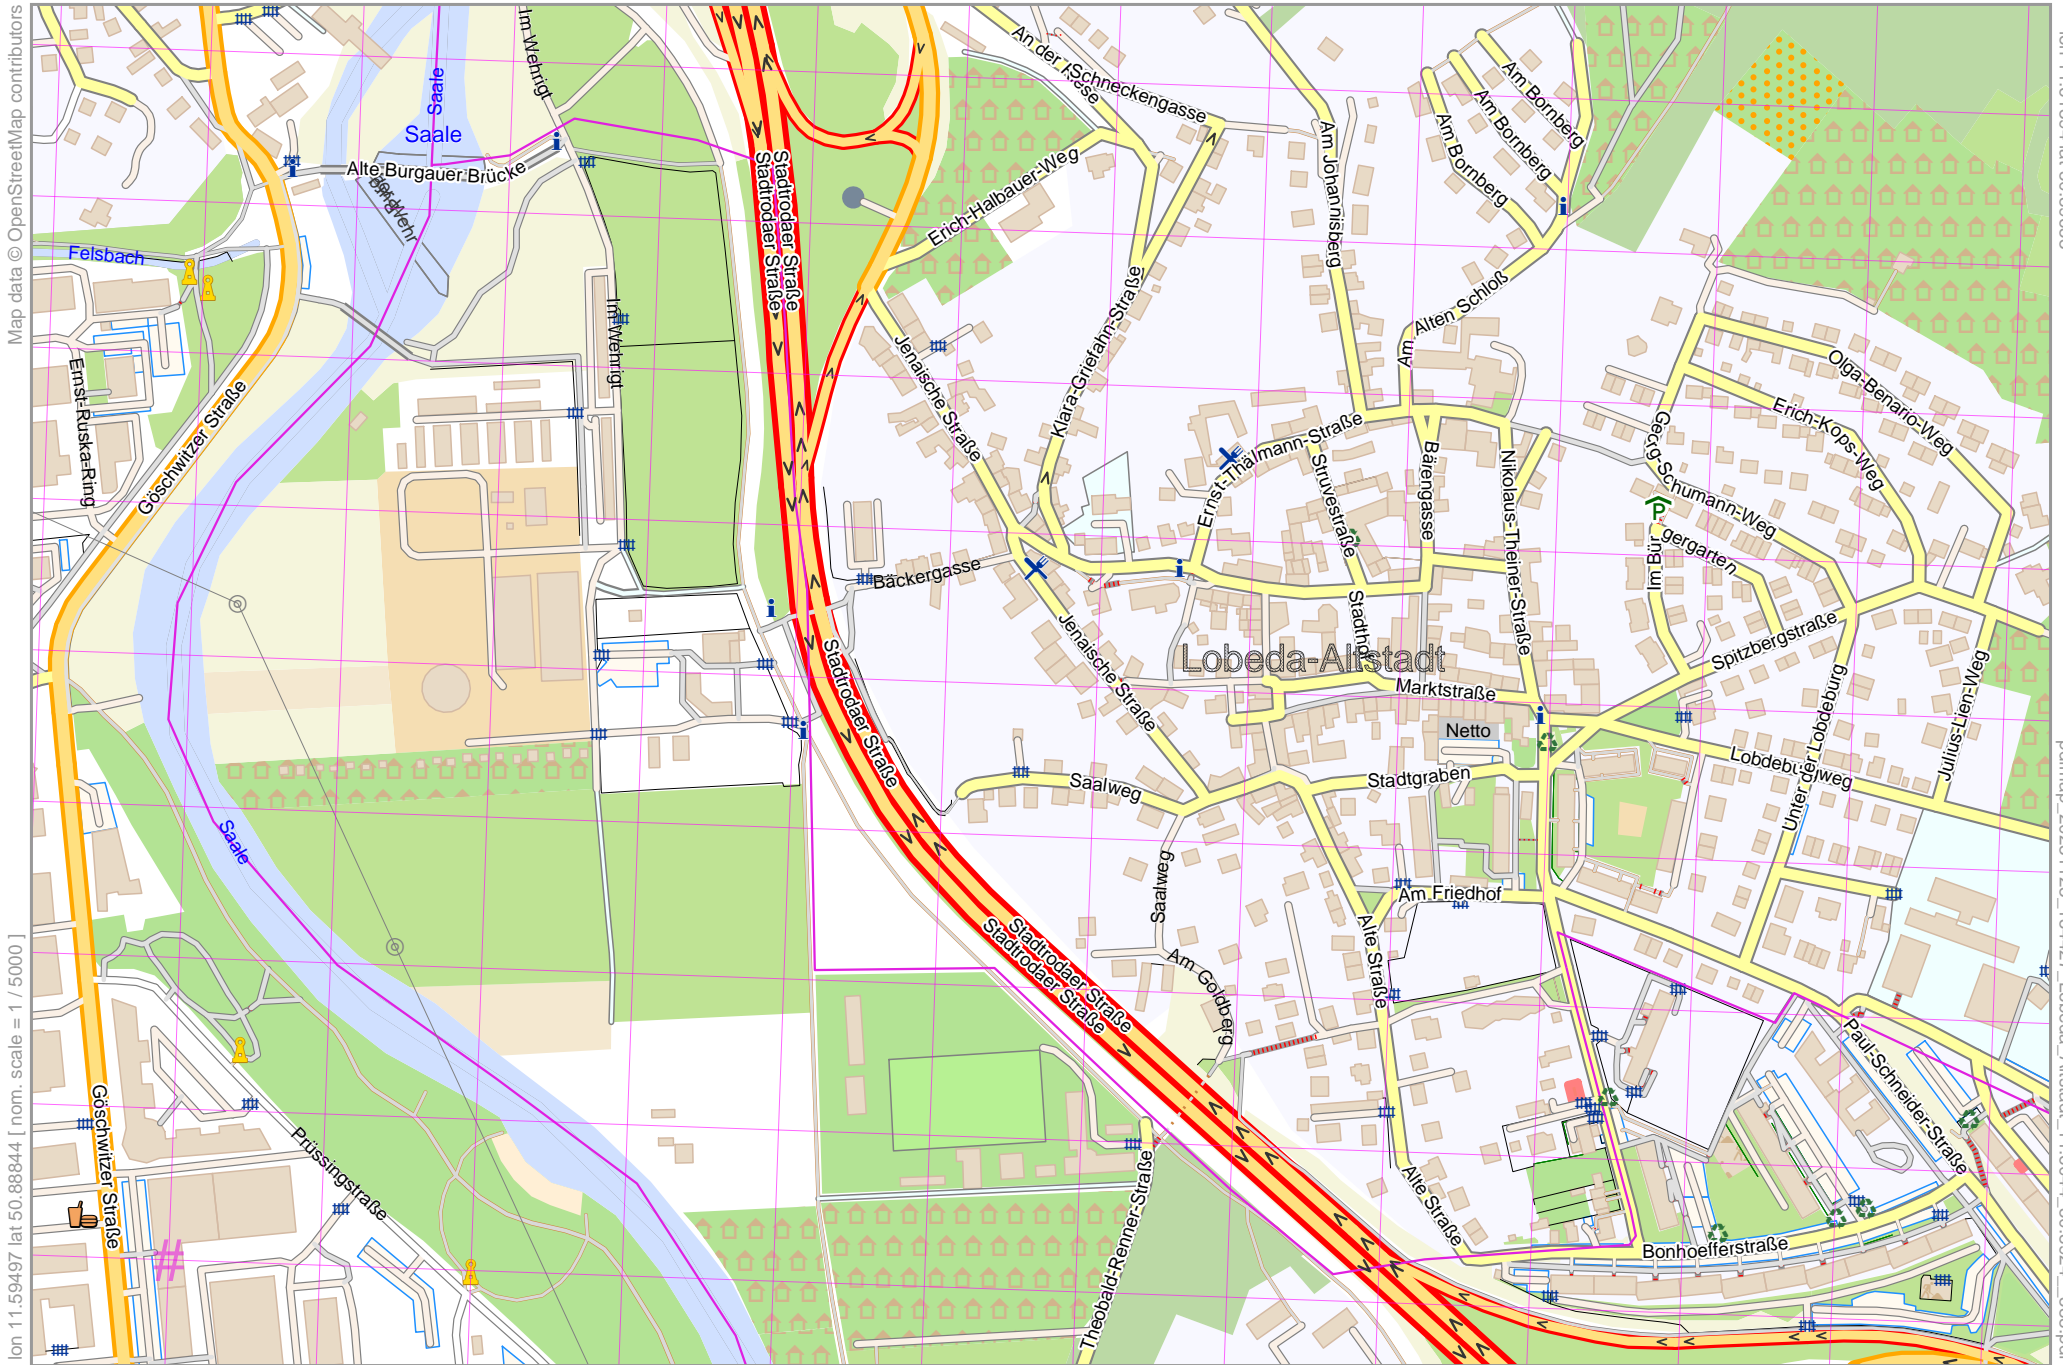 Map data © OpenStreetMap contributors
lon 11.59497 lat 50.88844 [ nom. scale = 1 / 5000 ]
Im Wehrigt
Saale
Saale
Alte Burgauer Brücke
Felsbach
Ernst-Ruska-Ring
Göschwitzer Straße
Im Wehrigt
Stadtrodaer Straße
Stadtrodaer Straße
An der
Schneckengasse
Erich-Halbauer-Weg
Am Johannisberg
Am Bornberg
Am Bornberg
Am Bornberg
Am Alten Schloß
Jenaische Straße
Klara-Griefahn-Straße
Ernst-Thälmann-Straße
Struvestraße
Bärengasse
Nikolaus-Theiner-Straße
Georg-Schumann-Weg
Olga-Benario-Weg
Erich-Kops-Weg
P
Im Bürgergarten
Bäckergasse
Stadthof
Lobeda-Altstadt
Jenaische Straße
Marktstraße
Spitzbergstraße
Netto
Stadtrodaer Straße
Saalweg
Stadtgraben
Lobdeburgweg
Unter der Lobdeburg
Julius-Lien-Weg
Saale
Saalweg
Am Friedhof
Alte Straße
Am Goldberg
Stadtrodaer Straße
Stadtrodaer Straße
Paul-Schneider-Straße
Göschwitzer Straße
Prüssingstraße
Theobald-Renner-Straße
Alte Straße
Bonhoefferstraße